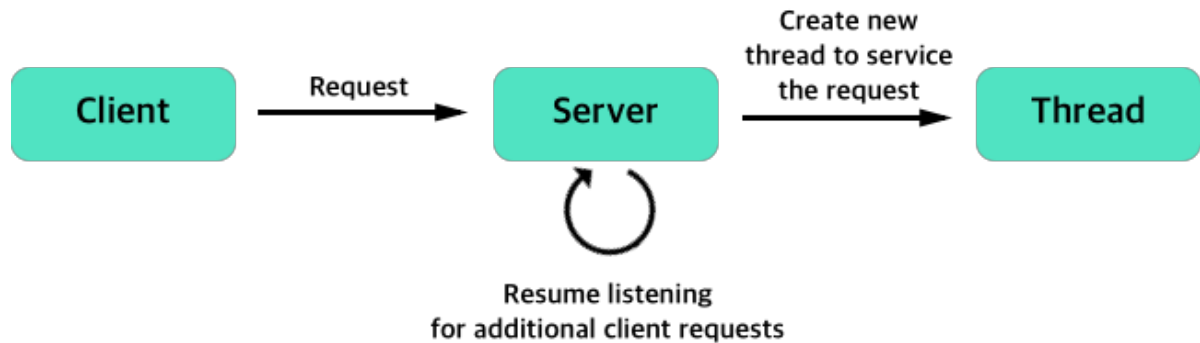 Client
Request
Server
Create new
thread to service
the request
Thread
Resume listening
for additional client requests